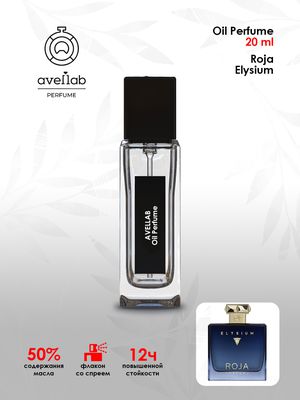 avellab
PERFUME
Oil Perfume
20 ml
Roja
Elysium
AVELLAB
Oil Perfume
ELYSIUM
ROJA
50%
содержания
масла
флакон
со спреем
12ч
повышенной
стойкости